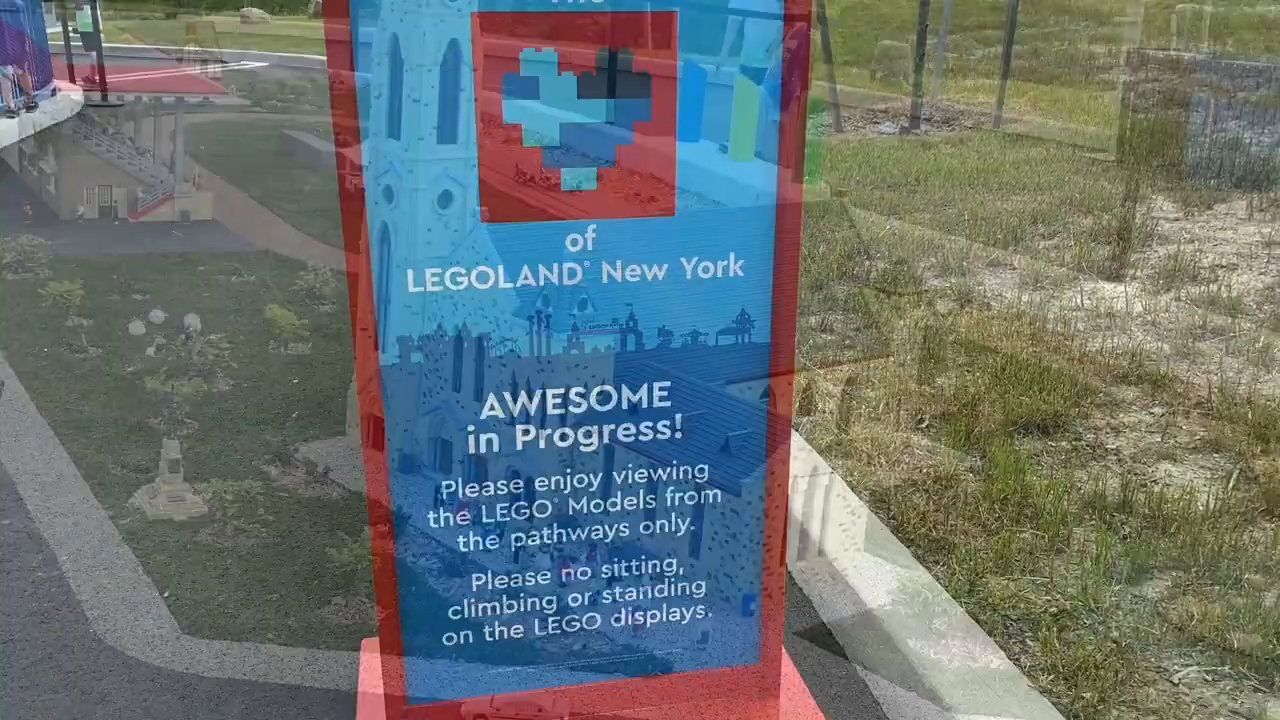 of
LEGOLAND® New York
AWESOME
in Progress!
Please enjoy viewing
the LEGO® Models from
the pathways only.
Please no sitting,
climbing or standing
on the LEGO displays.